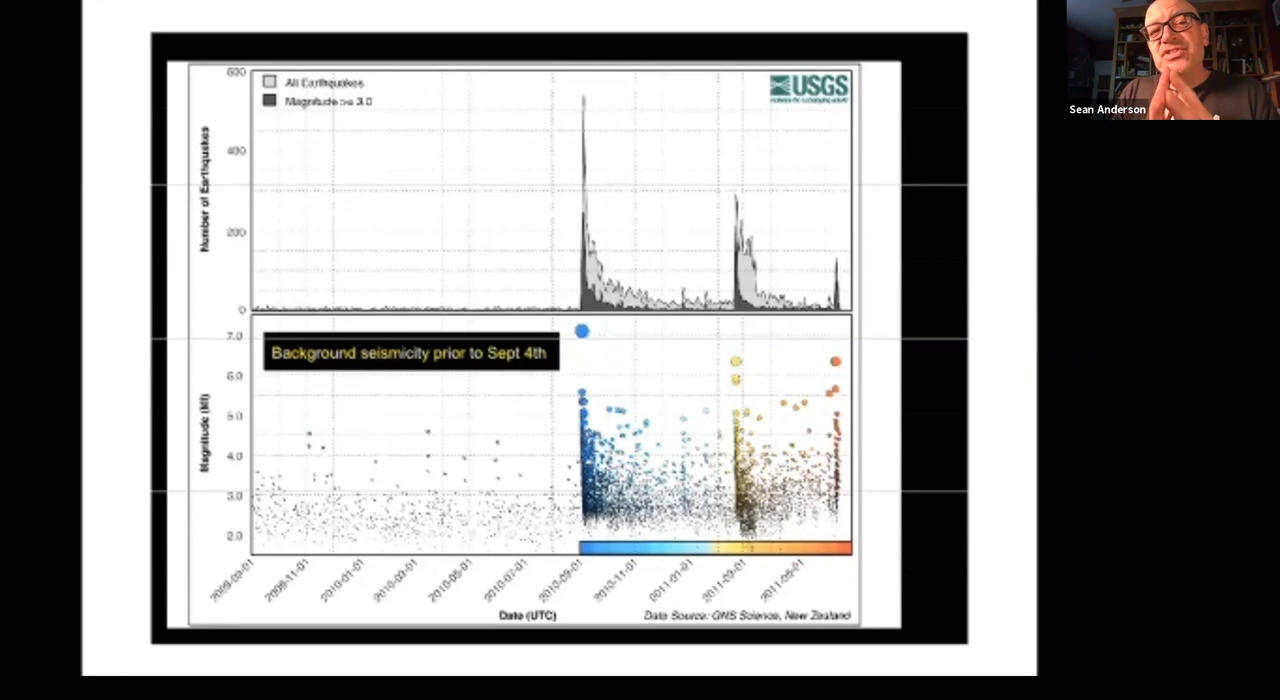 600
All Earthquakes
Magnitude >= 3.0
USGS
Number of Earthquakes
400
200
0
7.0
Background seismicity prior to Sept 4th
6.0
Magnitude (Ml)
5.0
4.0
3.0
2.0
2009-09-01
2009-11-01
2010-01-01
2010-03-01
2010-05-01
2010-07-01
2010-09-01
2010-11-01
2011-01-01
2011-03-01
2011-05-01
Date (UTC)
Data Source: GNS Science, New Zealand
Sean Anderson